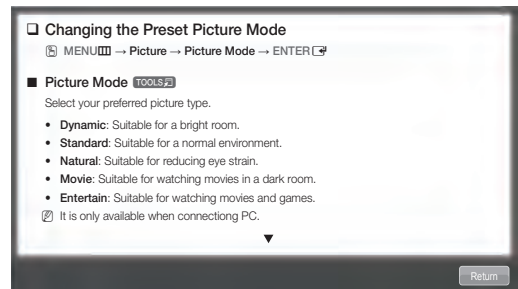 ❑ Changing the Preset Picture Mode
MENU → Picture → Picture Mode → ENTER
■ Picture Mode TOOLS
Select your preferred picture type.
• Dynamic: Suitable for a bright room.
• Standard: Suitable for a normal environment.
• Natural: Suitable for reducing eye strain.
• Movie: Suitable for watching movies in a dark room.
• Entertain: Suitable for watching movies and games.
It is only available when connectiong PC.
▼
Return